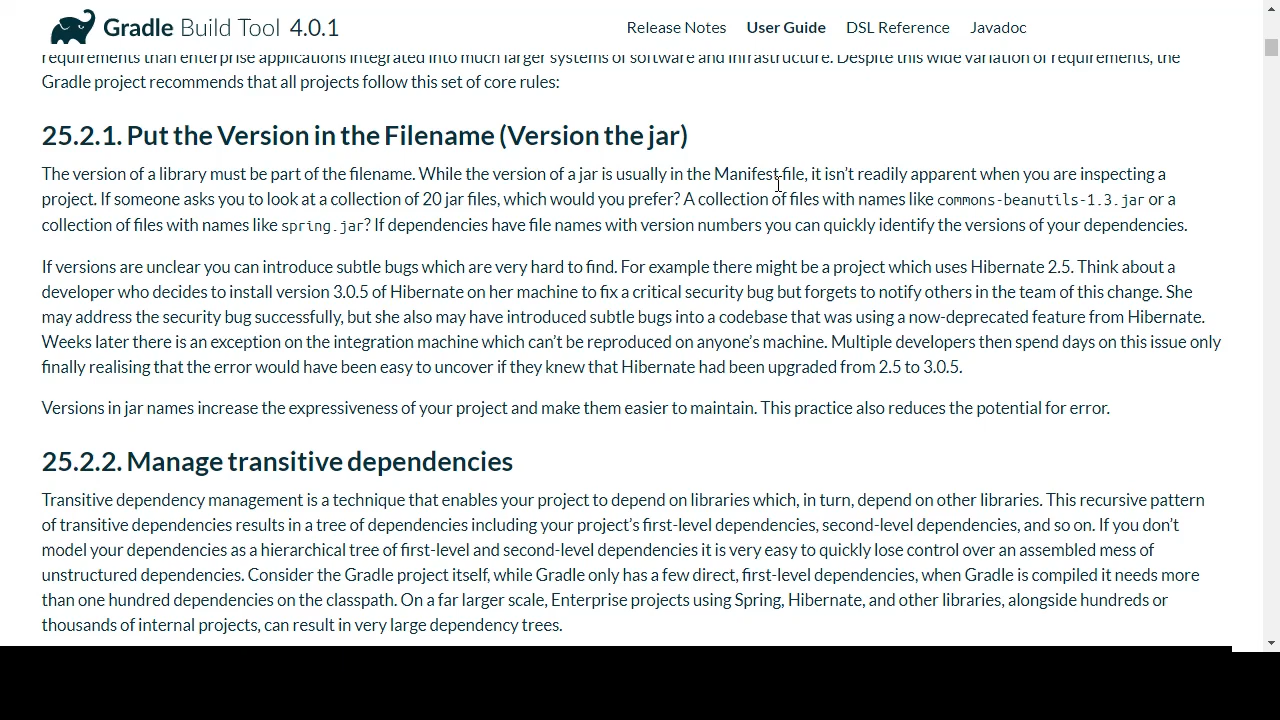 Gradle Build Tool 4.0.1
Release Notes User Guide DSL Reference Javadoc
requirements than enterprise applications integrated into much larger systems of software and infrastructure. Despite this wide variation of requirements, the
Gradle project recommends that all projects follow this set of core rules:
25.2.1. Put the Version in the Filename (Version the jar)
The version of a library must be part of the filename. While the version of a jar is usually in the Manifest file, it isn’t readily apparent when you are inspecting a
project. If someone asks you to look at a collection of 20 jar files, which would you prefer? A collection of files with names like commons-beanutils-1.3.jar or a
collection of files with names like spring.jar? If dependencies have file names with version numbers you can quickly identify the versions of your dependencies.
If versions are unclear you can introduce subtle bugs which are very hard to find. For example there might be a project which uses Hibernate 2.5. Think about a
developer who decides to install version 3.0.5 of Hibernate on her machine to fix a critical security bug but forgets to notify others in the team of this change. She
may address the security bug successfully, but she also may have introduced subtle bugs into a codebase that was using a now-deprecated feature from Hibernate.
Weeks later there is an exception on the integration machine which can’t be reproduced on anyone’s machine. Multiple developers then spend days on this issue only
finally realising that the error would have been easy to uncover if they knew that Hibernate had been upgraded from 2.5 to 3.0.5.
Versions in jar names increase the expressiveness of your project and make them easier to maintain. This practice also reduces the potential for error.
25.2.2. Manage transitive dependencies
Transitive dependency management is a technique that enables your project to depend on libraries which, in turn, depend on other libraries. This recursive pattern
of transitive dependencies results in a tree of dependencies including your project’s first-level dependencies, second-level dependencies, and so on. If you don’t
model your dependencies as a hierarchical tree of first-level and second-level dependencies it is very easy to quickly lose control over an assembled mess of
unstructured dependencies. Consider the Gradle project itself, while Gradle only has a few direct, first-level dependencies, when Gradle is compiled it needs more
than one hundred dependencies on the classpath. On a far larger scale, Enterprise projects using Spring, Hibernate, and other libraries, alongside hundreds or
thousands of internal projects, can result in very large dependency trees.